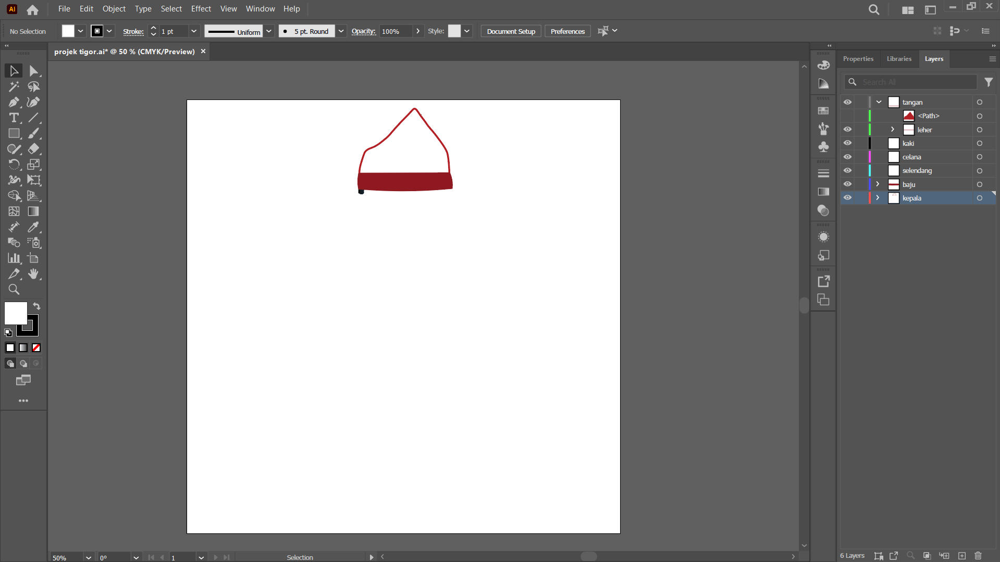 Ai File Edit Object Type Select Effect View Window Help
No Selection Stroke: 1 pt Uniform 5 pt. Round Opacity: 100% Style: Document Setup Preferences
projek tigor.ai* @ 50 % (CMYK/Preview) ×
Properties Libraries Layers
Search All
tangan
<Path>
leher
kaki
celana
selendang
baju
kepala
50% 0° 1 Selection
6 Layers